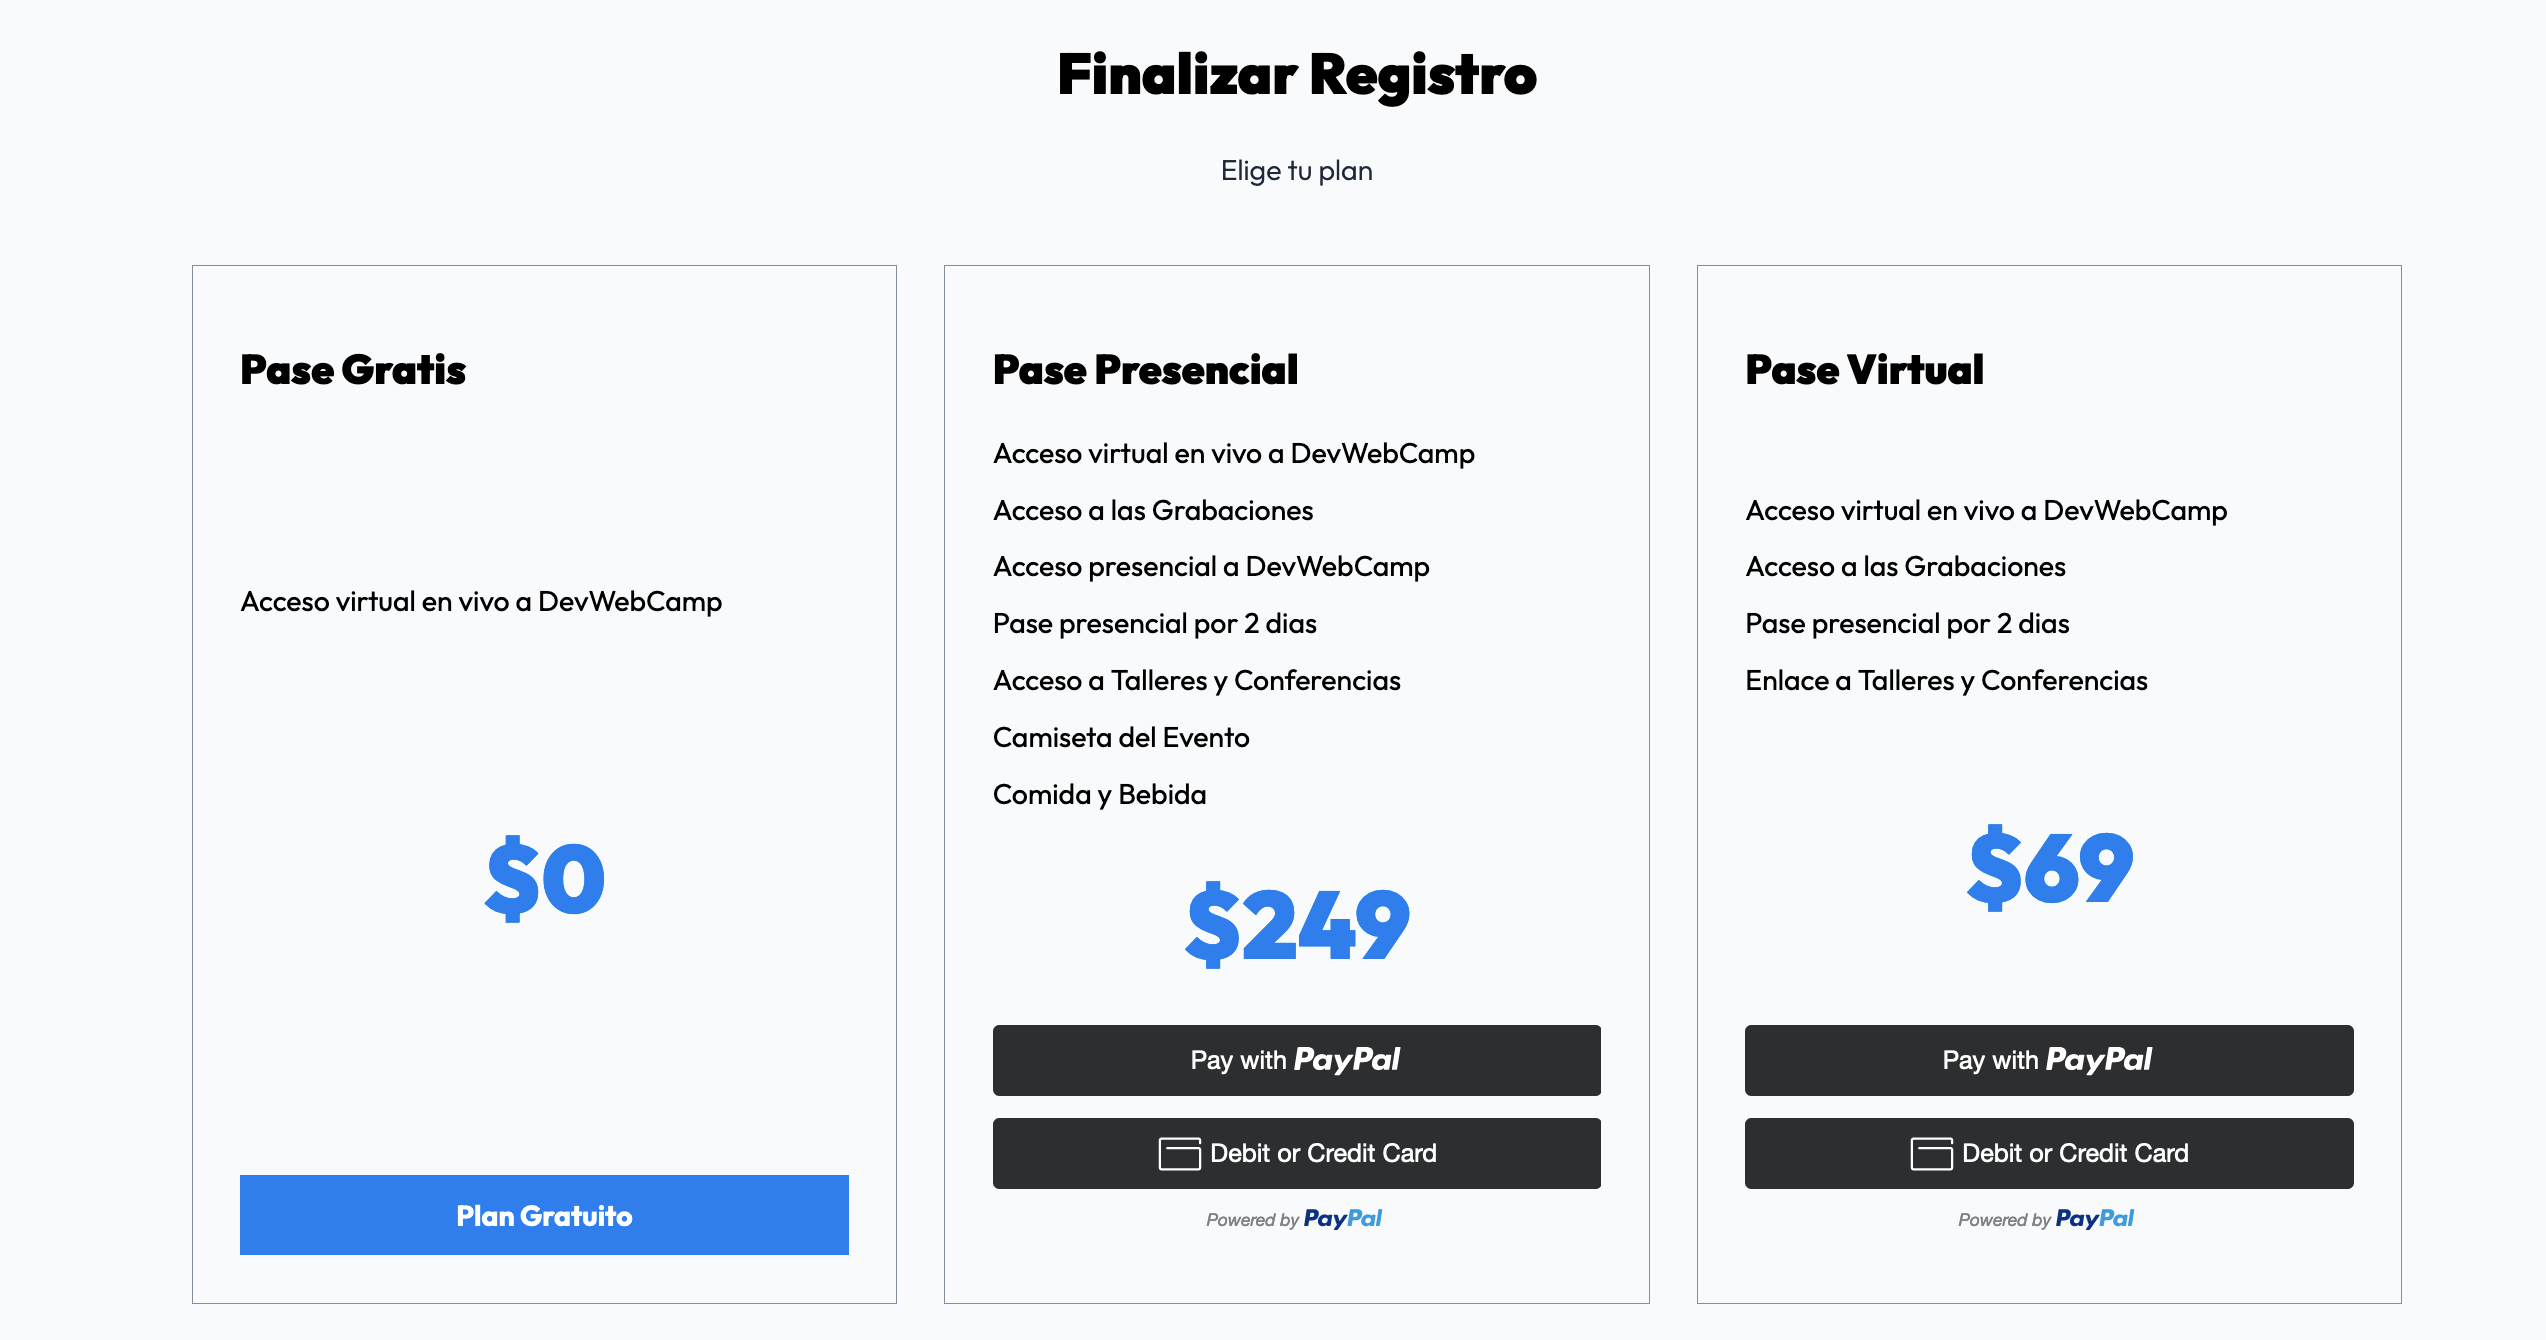 Finalizar Registro
Elige tu plan
Pase Gratis
Acceso virtual en vivo a DevWebCamp
$0
Plan Gratuito
Pase Presencial
Acceso virtual en vivo a DevWebCamp
Acceso a las Grabaciones
Acceso presencial a DevWebCamp
Pase presencial por 2 dias
Acceso a Talleres y Conferencias
Camiseta del Evento
Comida y Bebida
$249
Pay with PayPal
Debit or Credit Card
Powered by PayPal
Pase Virtual
Acceso virtual en vivo a DevWebCamp
Acceso a las Grabaciones
Pase presencial por 2 dias
Enlace a Talleres y Conferencias
$69
Pay with PayPal
Debit or Credit Card
Powered by PayPal